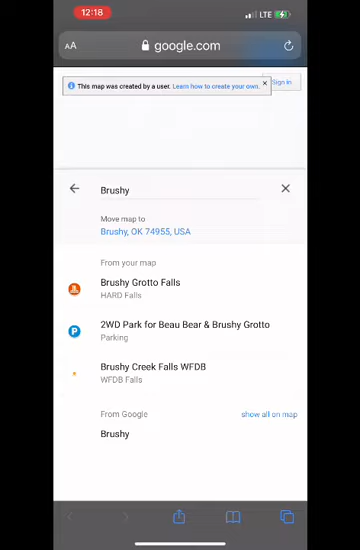 12:18
LTE
AA
google.com
This map was created by a user. Learn how to create your own.
Sign in
Brushy
Move map to
Brushy, OK 74955, USA
From your map
Brushy Grotto Falls
HARD Falls
P
2WD Park for Beau Bear & Brushy Grotto
Parking
Brushy Creek Falls WFDB
WFDB Falls
From Google
show all on map
Brushy